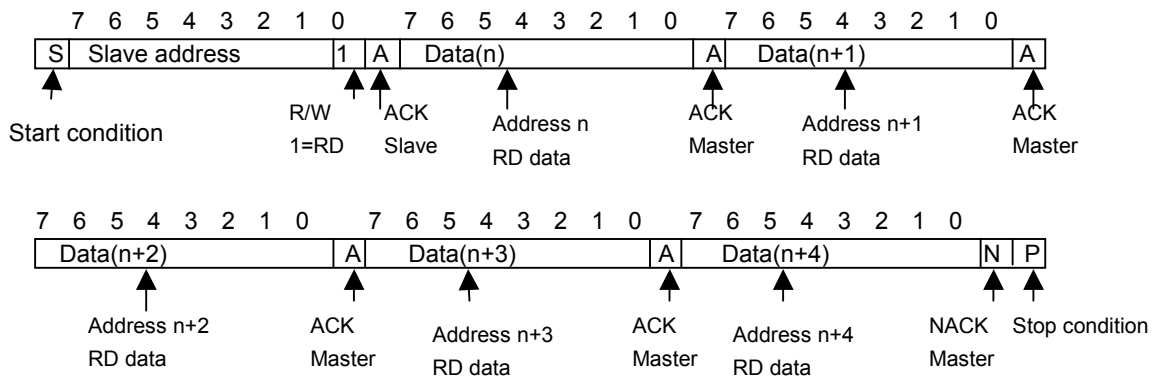 7 6 5 4 3 2 1 0 7 6 5 4 3 2 1 0 7 6 5 4 3 2 1 0
S Slave address 1 A Data(n) A Data(n+1) A
Start condition
R/W
1=RD
ACK
Slave
Address n
RD data
ACK
Master
Address n+1
RD data
ACK
Master
7 6 5 4 3 2 1 0 7 6 5 4 3 2 1 0 7 6 5 4 3 2 1 0
Data(n+2) A Data(n+3) A Data(n+4) N P
Address n+2
RD data
ACK
Master
Address n+3
RD data
ACK
Master
Address n+4
RD data
NACK
Master
Stop condition